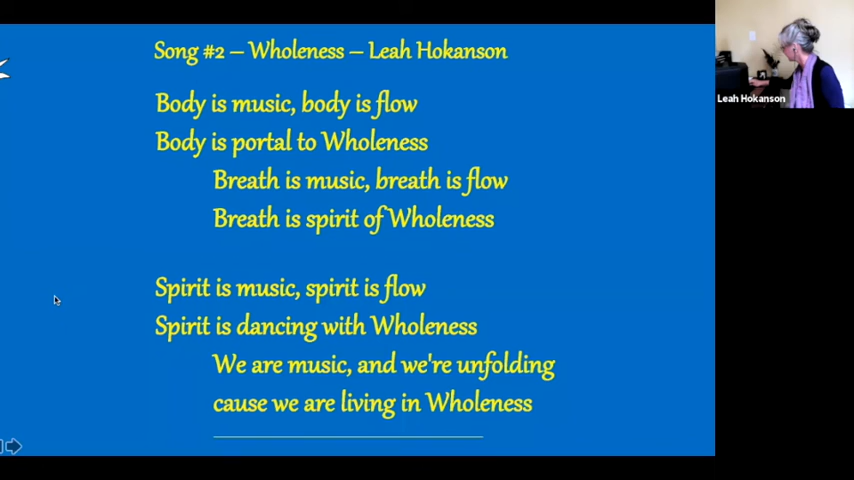 Song #2 – Wholeness – Leah Hokanson
Body is music, body is flow
Body is portal to Wholeness
Breath is music, breath is flow
Breath is spirit of Wholeness
Spirit is music, spirit is flow
Spirit is dancing with Wholeness
We are music, and we're unfolding
cause we are living in Wholeness
Leah Hokanson